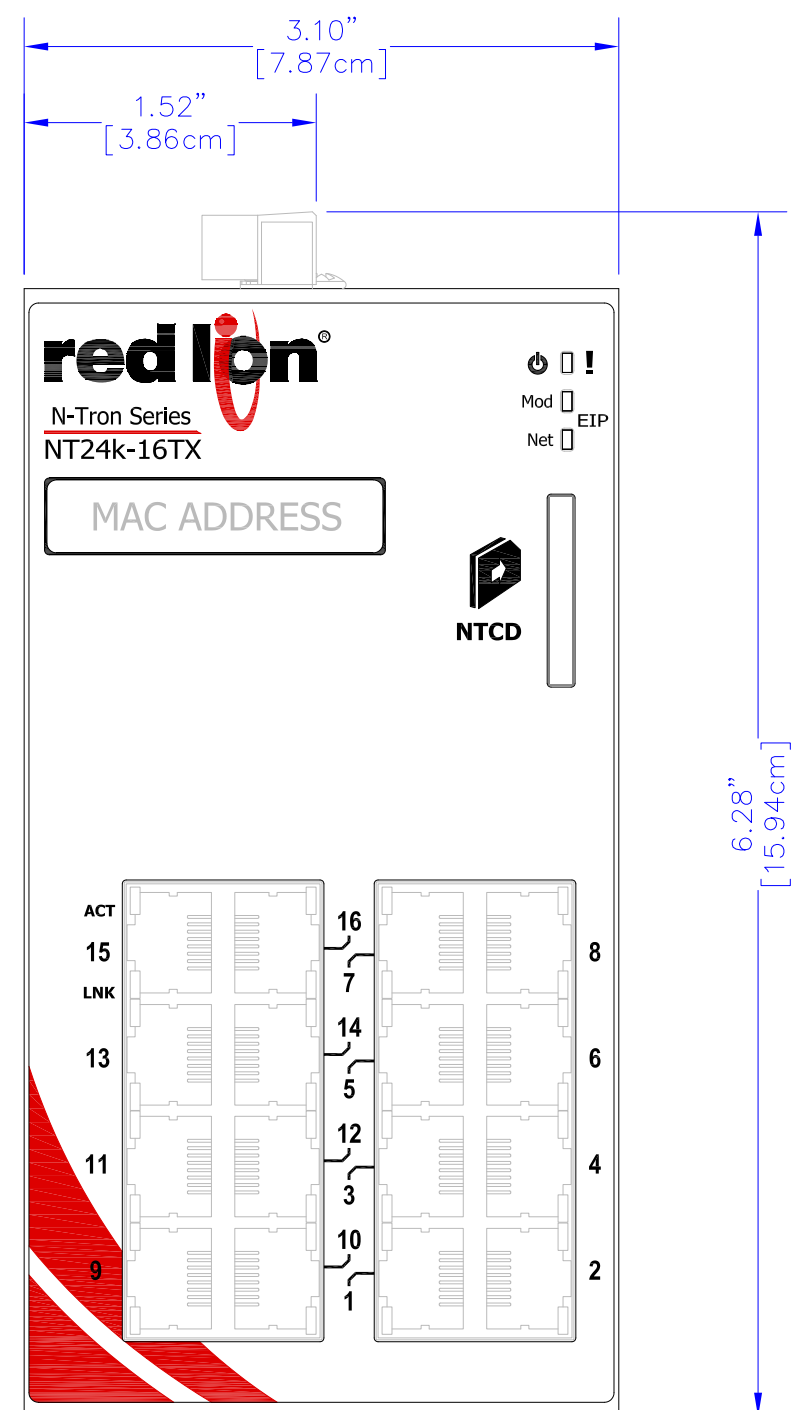 3.10”
[7.87cm]
1.52”
[3.86cm]
red lion®
N-Tron Series
NT24k-16TX
!
Mod
EIP
Net
MAC ADDRESS
NTCD
6.28”
[15.94cm]
ACT
16
15
8
7
LNK
14
13
6
5
12
11
4
3
10
9
2
1